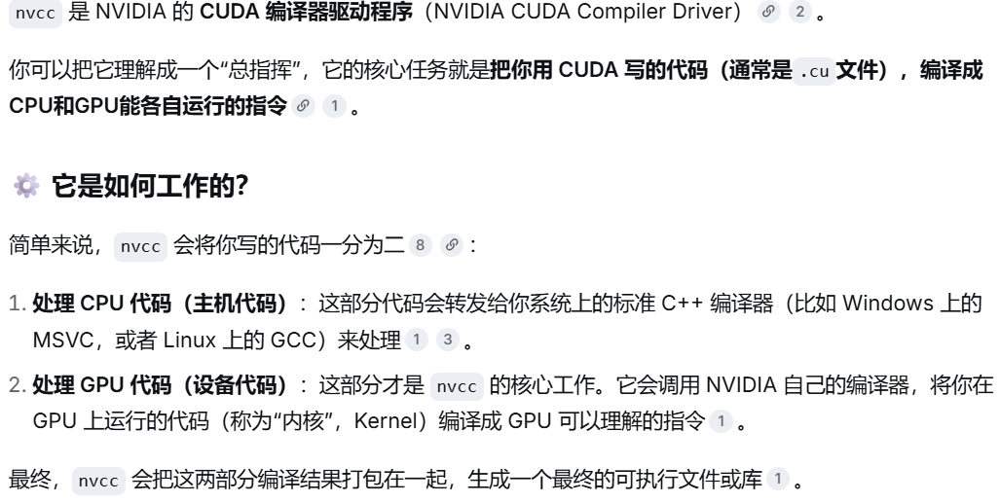 nvcc 是 NVIDIA 的 CUDA 编译器驱动程序（NVIDIA CUDA Compiler Driver） 2 。
你可以把它理解成一个“总指挥”，它的核心任务就是把你用 CUDA 写的代码（通常是 .cu 文件），编译成
CPU和GPU能各自运行的指令 1 。
它是如何工作的？
简单来说，nvcc 会将你写的代码一分为二 8 ：
1. 处理 CPU 代码（主机代码）：这部分代码会转发给你系统上的标准 C++ 编译器（比如 Windows 上的
MSVC，或者 Linux 上的 GCC）来处理 1 3 。
2. 处理 GPU 代码（设备代码）：这部分才是 nvcc 的核心工作。它会调用 NVIDIA 自己的编译器，将你在
GPU 上运行的代码（称为“内核”，Kernel）编译成 GPU 可以理解的指令 1 。
最终，nvcc 会把这两部分编译结果打包在一起，生成一个最终的可执行文件或库 1 。